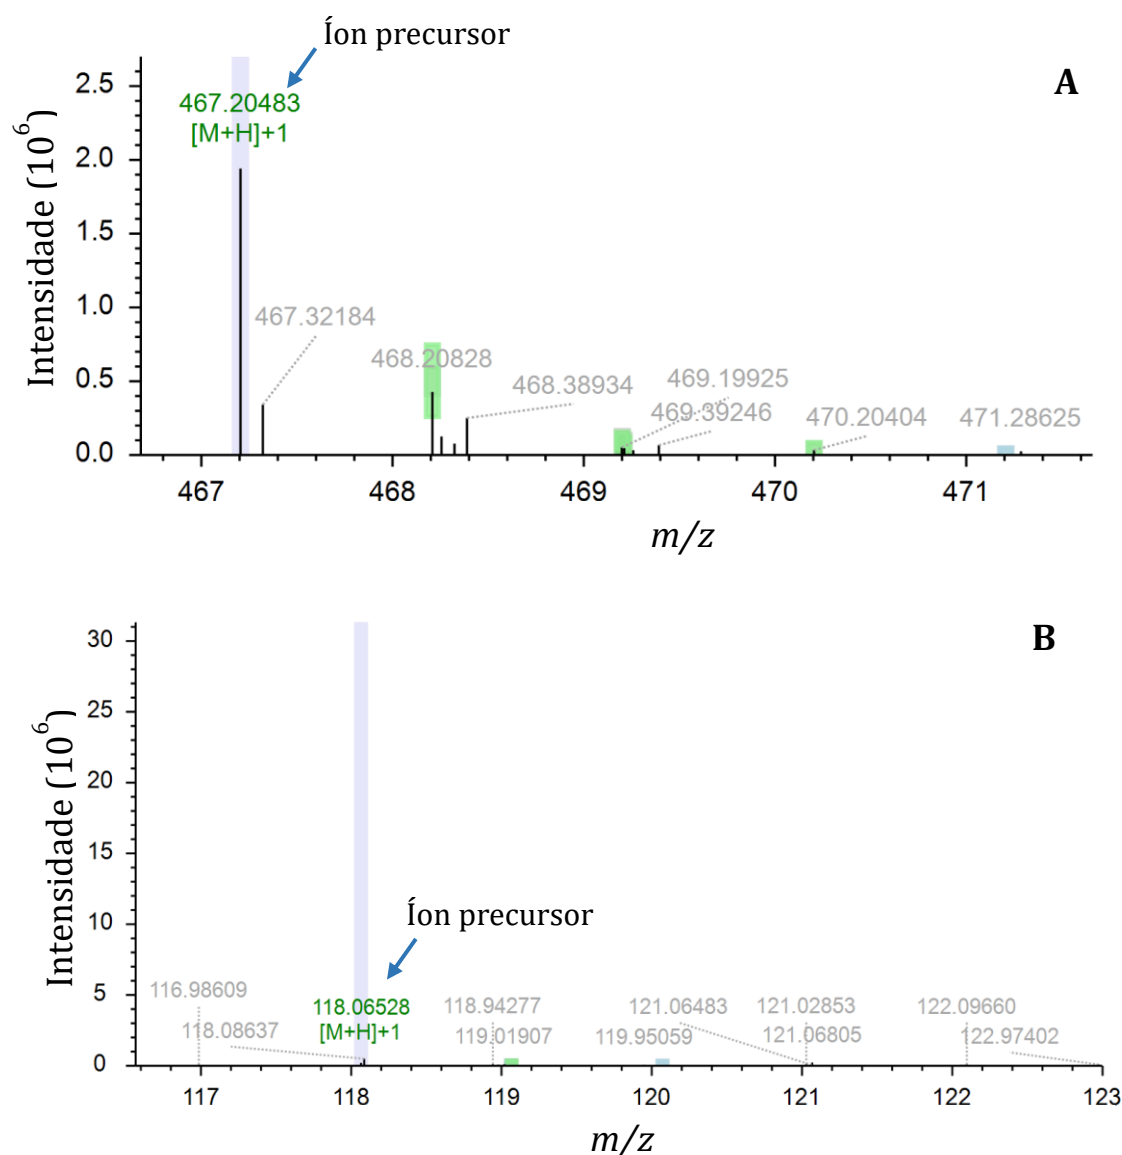 Íon precursor
A
467.20483
[M+H]+1
467.32184
468.20828
468.38934
469.19925
469.39246
470.20404
471.28625
Intensidade (10⁶)
2.5
2.0
1.5
1.0
0.5
0.0
467 468 469 470 471
m/z
B
Íon precursor
116.98609
118.08637
118.06528
[M+H]+1
118.94277
119.01907
119.95059
121.06483
121.02853
121.06805
122.09660
122.97402
Intensidade (10⁶)
30
25
20
15
10
5
0
117 118 119 120 121 122 123
m/z